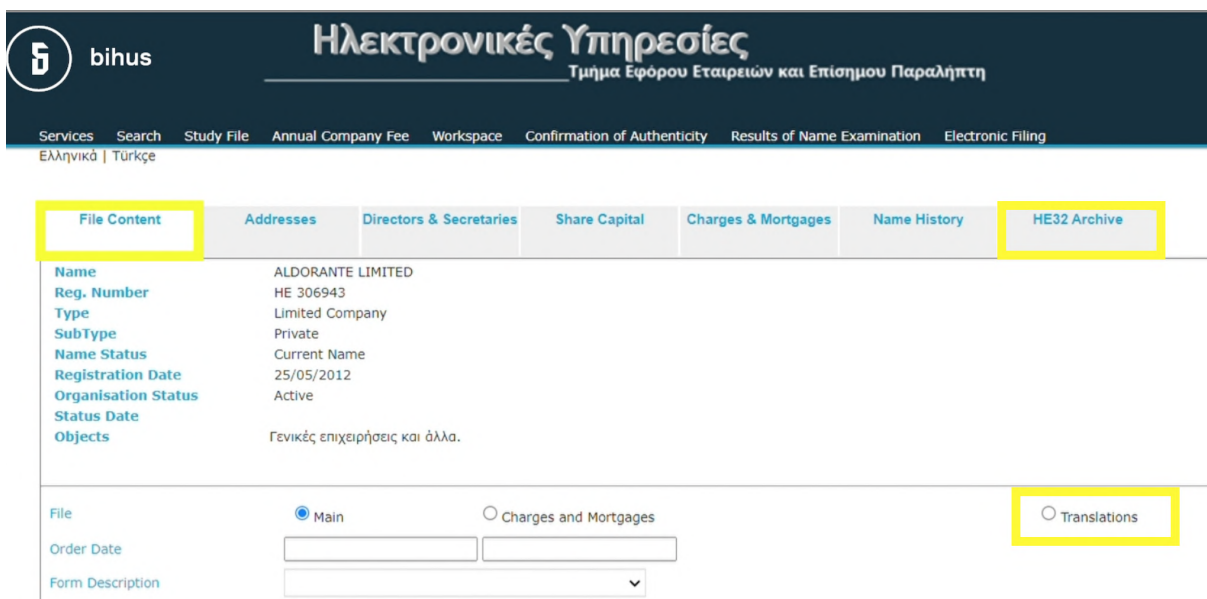 Ηλεκτρονικές Υπηρεσίες
bihus
Τμήμα Εφόρου Εταιρειών και Επίσημου Παραλήπτη
Services Search Study File Annual Company Fee Workspace Confirmation of Authenticity Results of Name Examination Electronic Filing
Ελληνικά | Türkçe
File Content Addresses Directors & Secretaries Share Capital Charges & Mortgages Name History HE32 Archive
Name ALDORANTE LIMITED
Reg. Number HE 306943
Type Limited Company
SubType Private
Name Status Current Name
Registration Date 25/05/2012
Organisation Status Active
Status Date
Objects Γενικές επιχειρήσεις και άλλα.
File Main Charges and Mortgages Translations
Order Date
Form Description